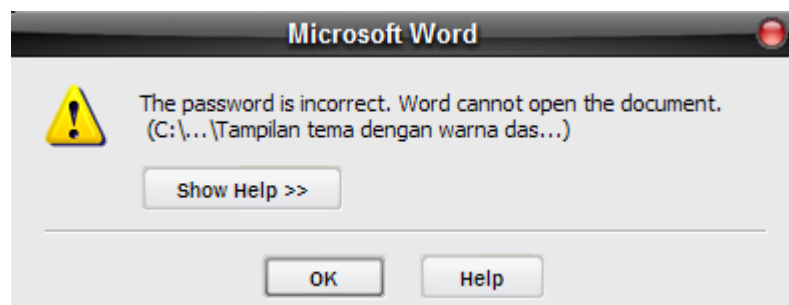 Microsoft Word
The password is incorrect. Word cannot open the document.
(C:\...\Tampilan tema dengan warna das...)
Show Help >>
OK
Help